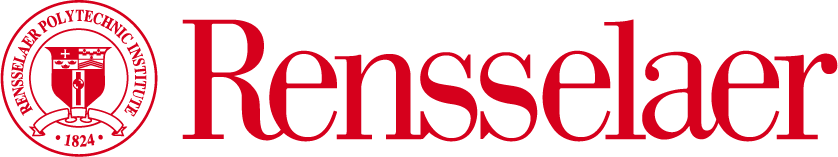 RENSSELAER POLYTECHNIC INSTITUTE
· 1824 ·
Rensselaer